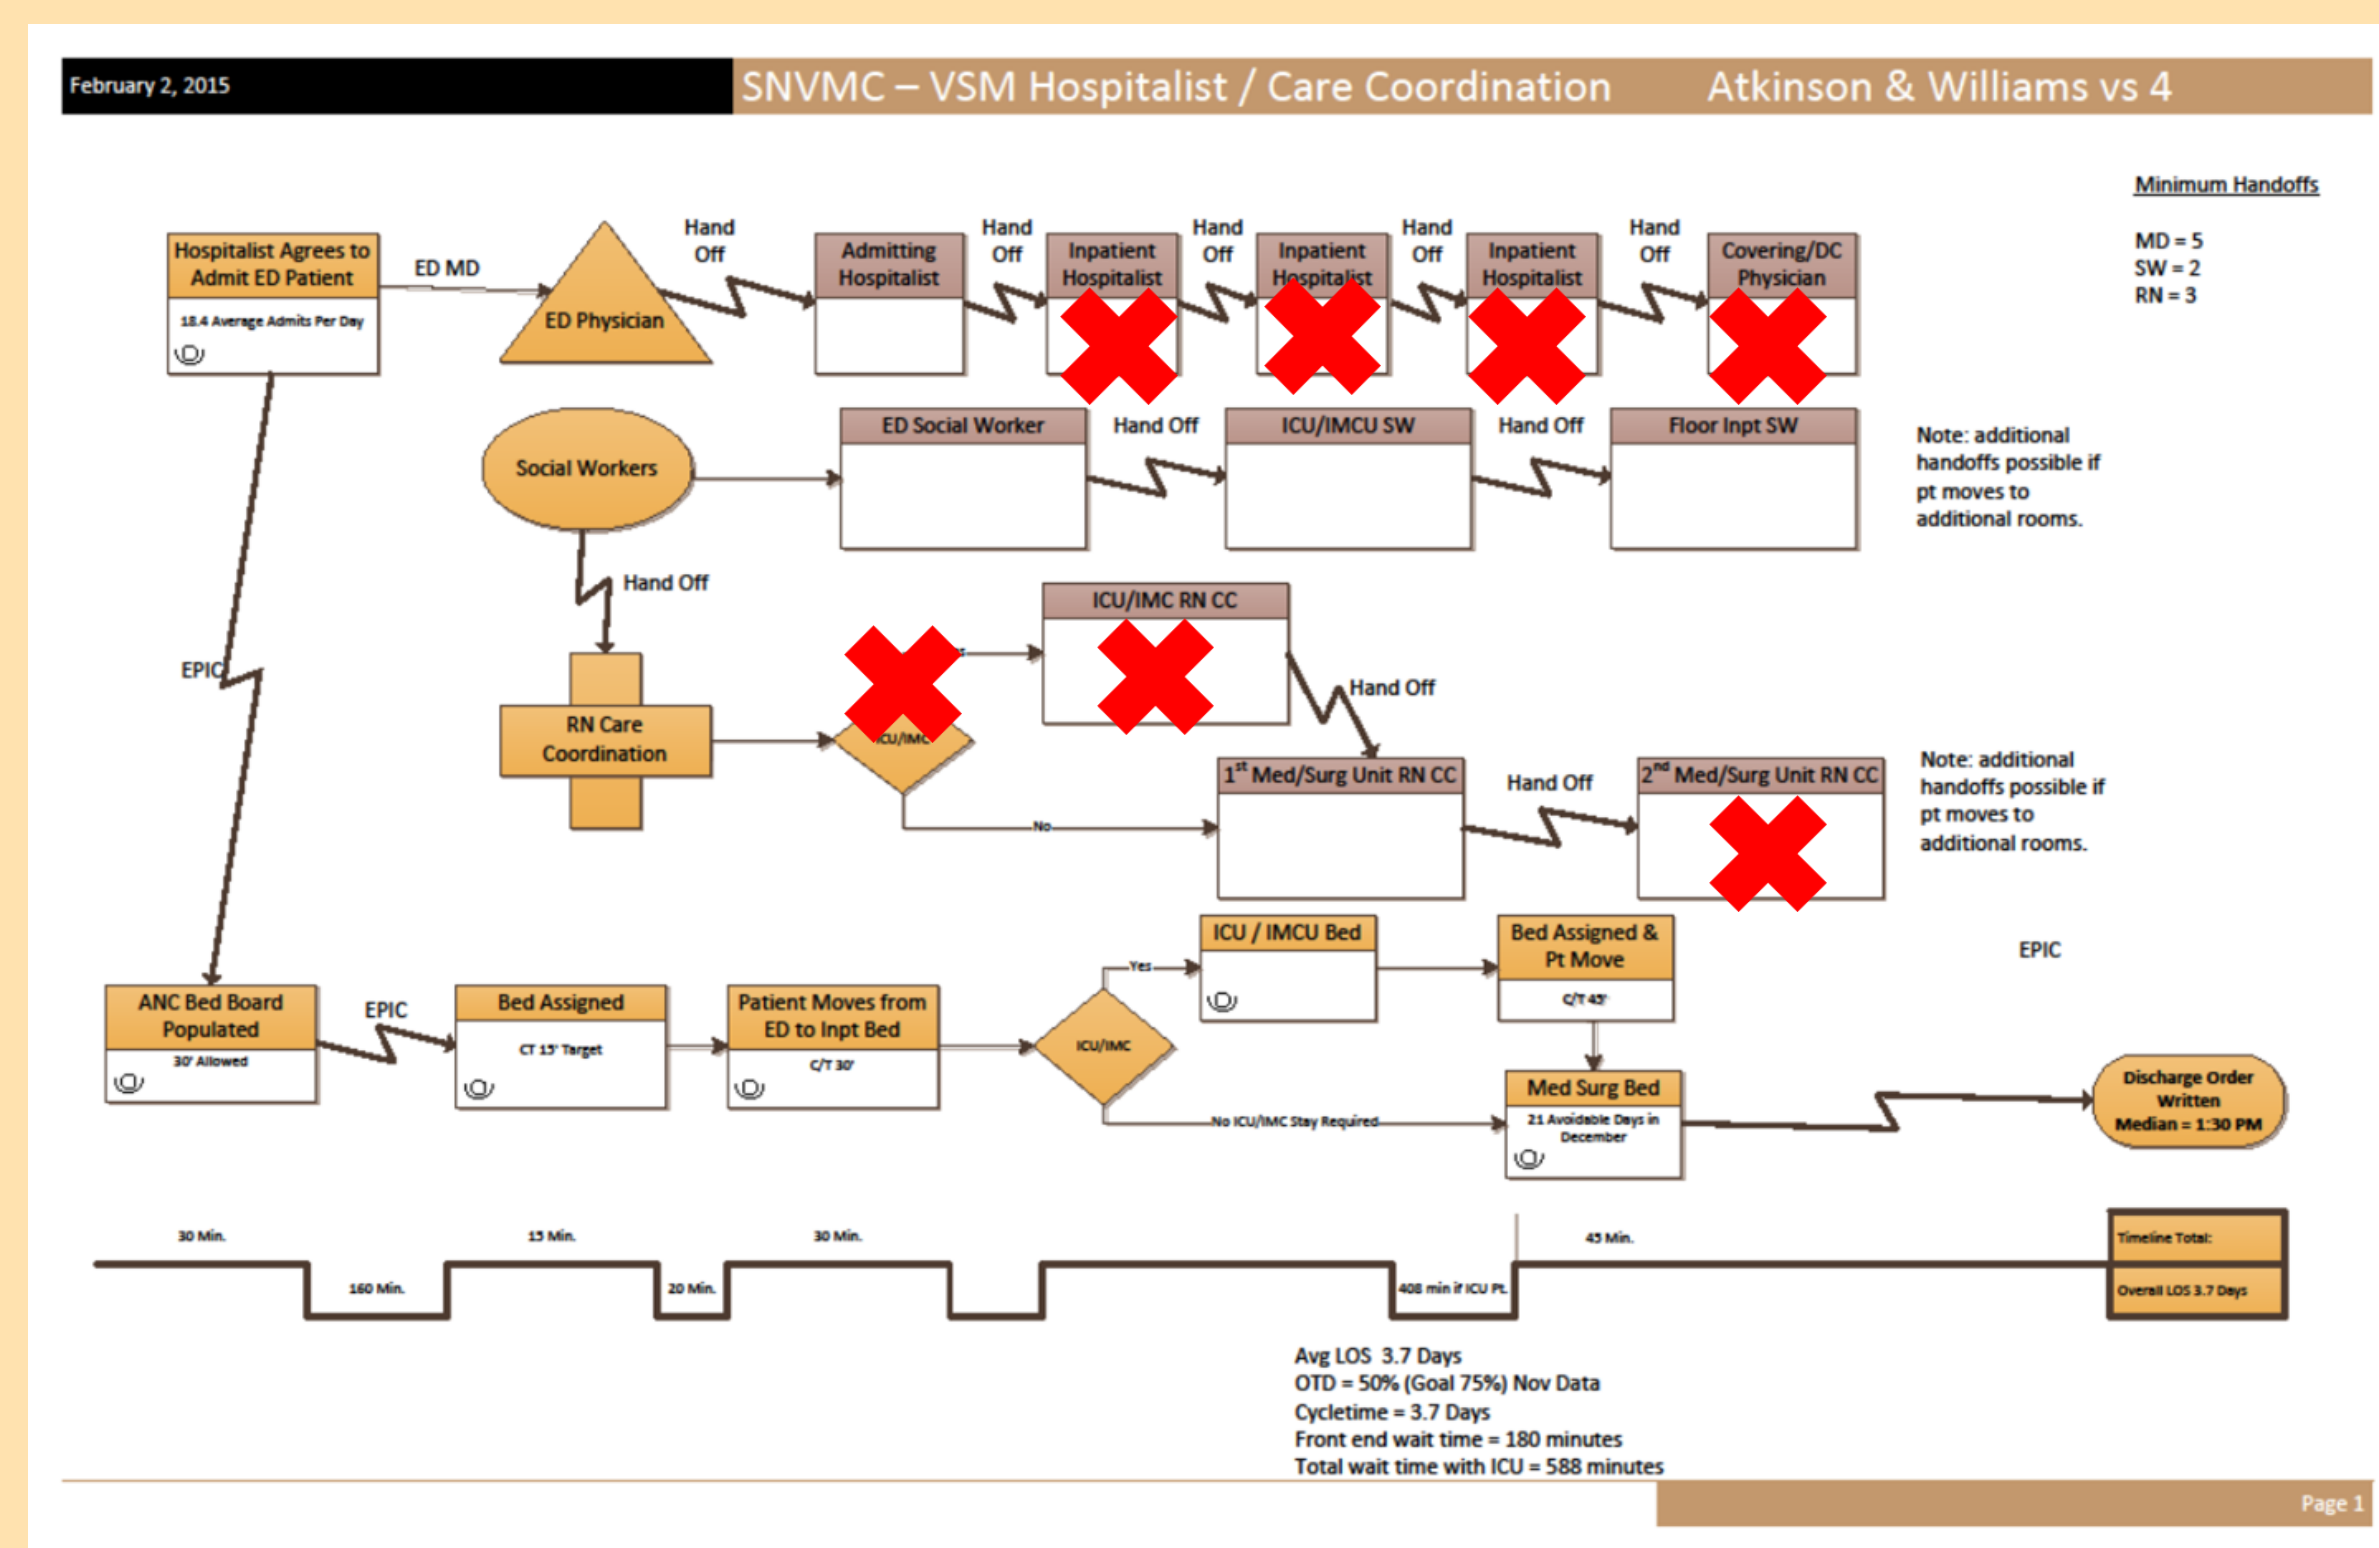 February 2, 2015
SNVMC – VSM Hospitalist / Care Coordination
Atkinson & Williams vs 4
Minimum Handoffs
MD = 5
SW = 2
RN = 3
Hospitalist Agrees to
Admit ED Patient
18.4 Average Admits Per Day
ED MD
ED Physician
Hand
Off
Admitting
Hospitalist
Hand
Off
Inpatient
Hospitalist
Hand
Off
Inpatient
Hospitalist
Hand
Off
Inpatient
Hospitalist
Hand
Off
Covering/DC
Physician
Social Workers
ED Social Worker
Hand Off
ICU/IMCU SW
Hand Off
Floor Inpt SW
Note: additional
handoffs possible if
pt moves to
additional rooms.
Hand Off
EPIC
RN Care
Coordination
ICU/IMC
ICU/IMC RN CC
Hand Off
No
1st Med/Surg Unit RN CC
Hand Off
2nd Med/Surg Unit RN CC
Note: additional
handoffs possible if
pt moves to
additional rooms.
ANC Bed Board
Populated
30' Allowed
EPIC
Bed Assigned
CT 15' Target
Patient Moves from
ED to Inpt Bed
C/T 30'
ICU/IMC
Yes
ICU / IMCU Bed
Bed Assigned &
Pt Move
C/T 45'
EPIC
No ICU/IMC Stay Required
Med Surg Bed
21 Avoidable Days in
December
Discharge Order
Written
Median = 1:30 PM
30 Min.
160 Min.
15 Min.
20 Min.
30 Min.
408 min if ICU Pt.
45 Min.
Timeline Total:
Overall LOS 3.7 Days
Avg LOS 3.7 Days
OTD = 50% (Goal 75%) Nov Data
Cycletime = 3.7 Days
Front end wait time = 180 minutes
Total wait time with ICU = 588 minutes
Page 1